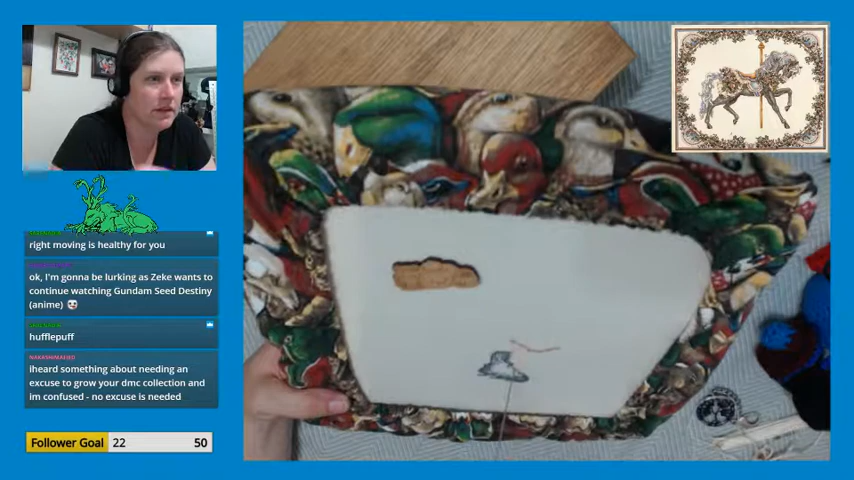 right moving is healthy for you
ok, I'm gonna be lurking as Zeke wants to
continue watching Gundam Seed Destiny
(anime)
hufflepuff
NAKASHIMARED
iheard something about needing an
excuse to grow your dmc collection and
im confused - no excuse is needed
Follower Goal 22 50